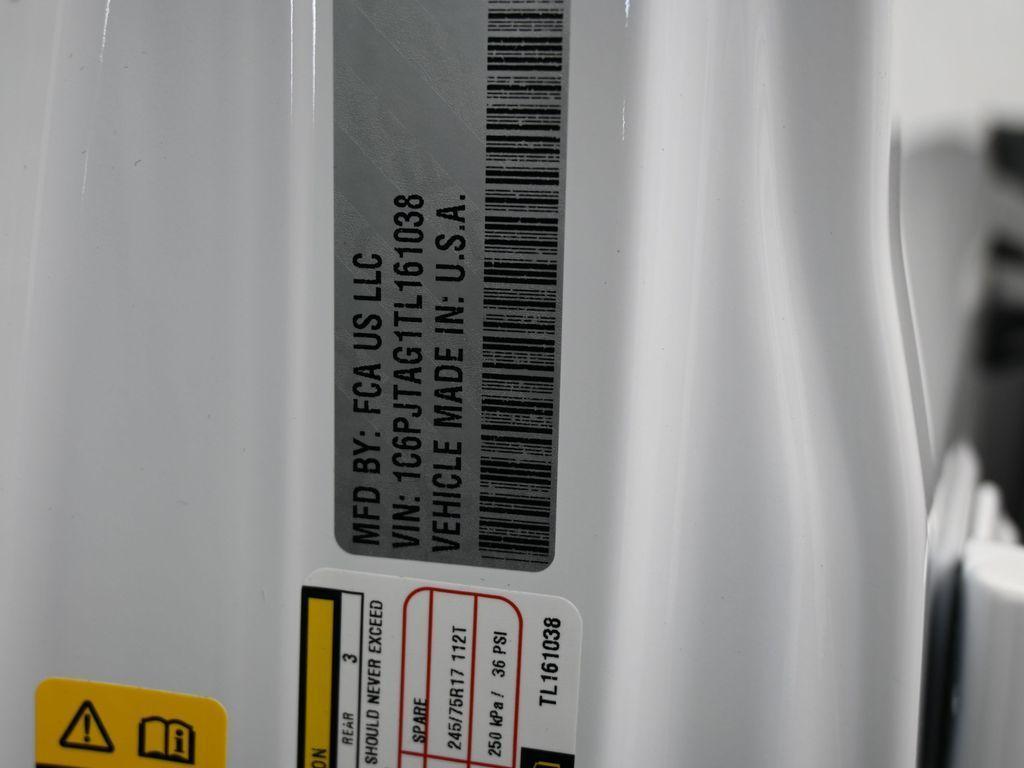 MFD BY: FCA US LLC
VIN: 1C6PJTAG1TL161038
VEHICLE MADE IN: U.S.A.
ON
REAR 3
SHOULD NEVER EXCEED
SPARE
245/75R17 112T
250 kPa / 36 PSI
TL161038